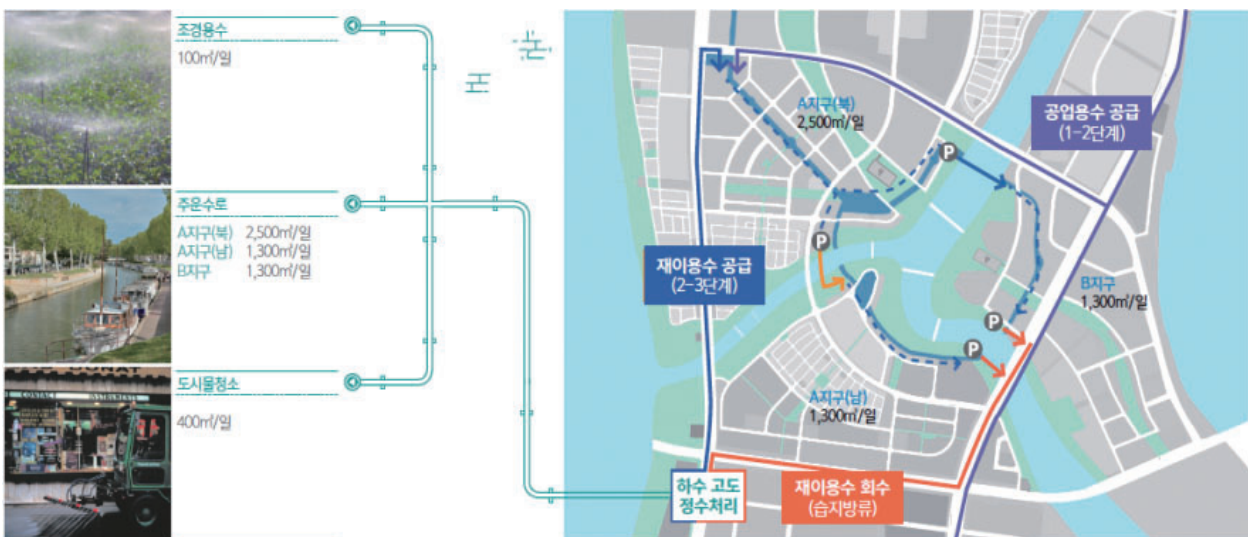 조경용수
100㎥/일
주운수로
A지구(북) 2,500㎥/일
A지구(남) 1,300㎥/일
B지구 1,300㎥/일
도시물청소
400㎥/일
A지구(북)
2,500㎥/일
공업용수 공급
(1-2단계)
P
P
재이용수 공급
(2-3단계)
B지구
1,300㎥/일
P
P
A지구(남)
1,300㎥/일
하수 고도
정수처리
재이용수 회수
(습지방류)
CONTACT INSTRUMENTS